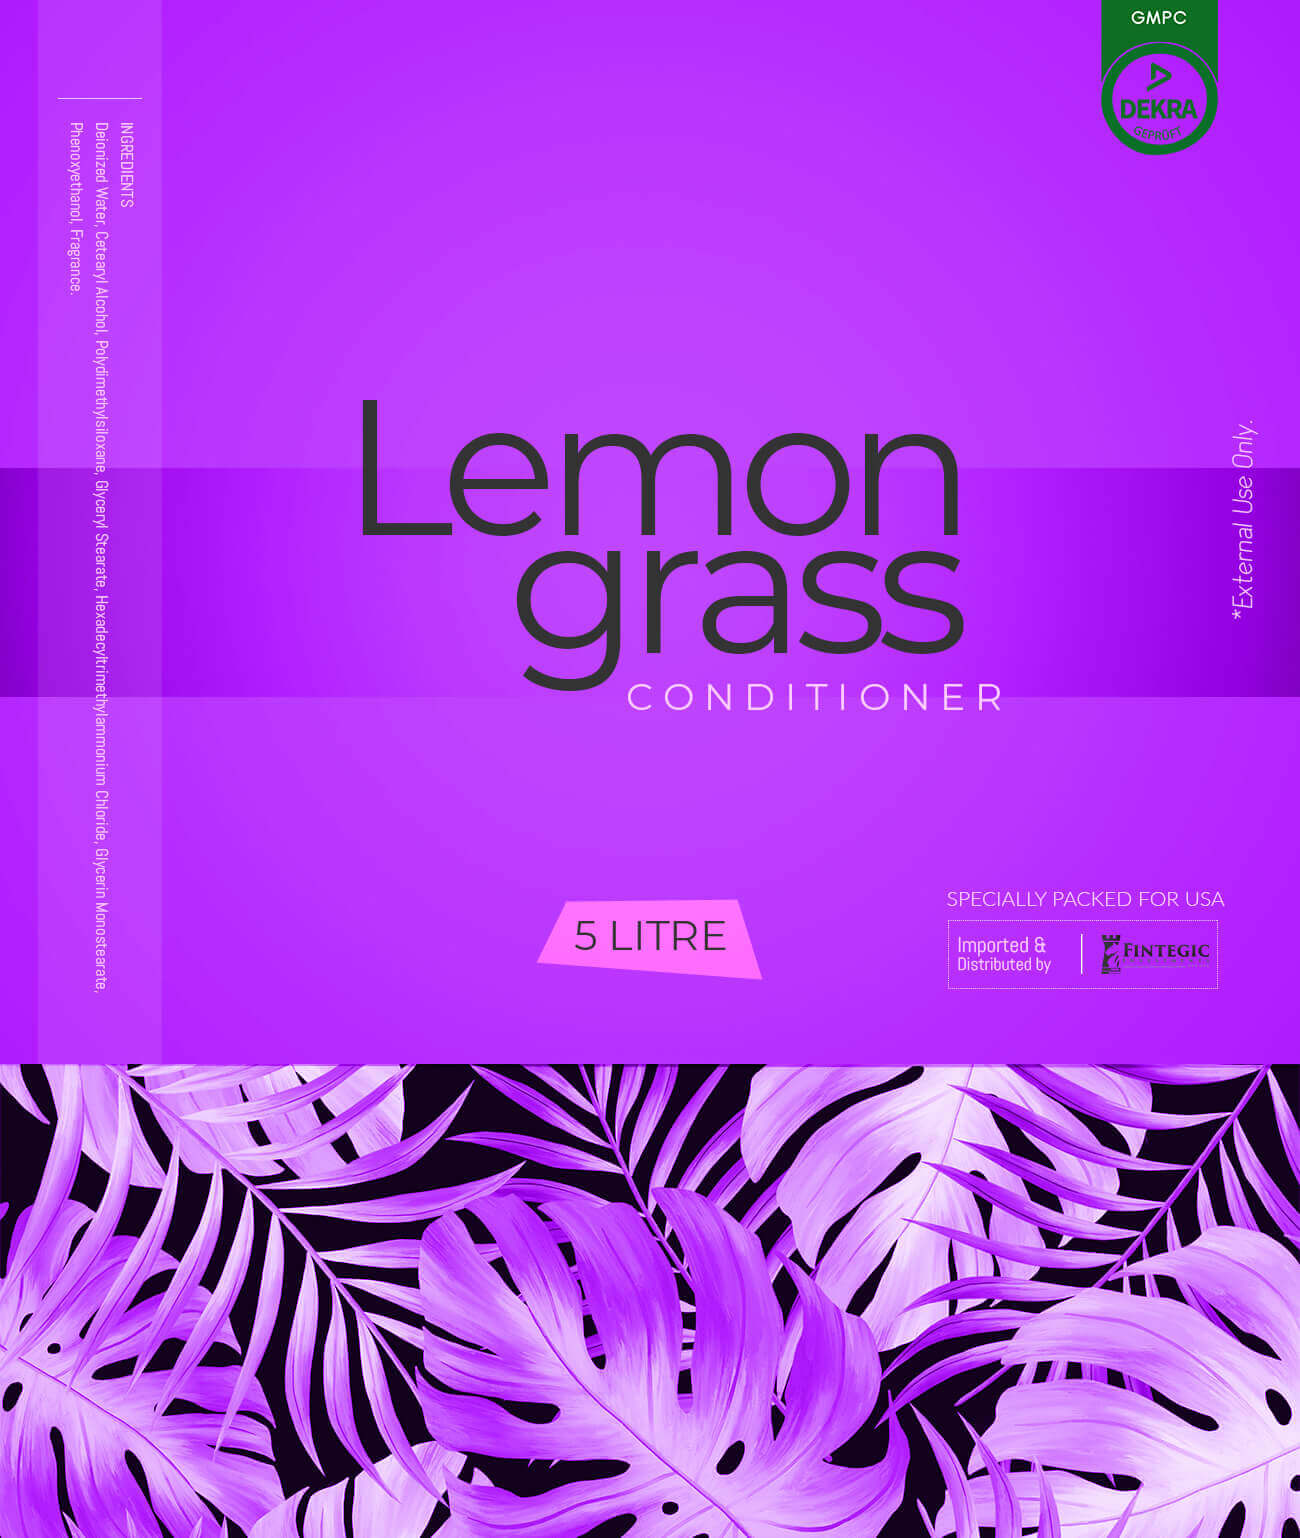 GMPC
DEKRA
GEPRÜFT
INGREDIENTS
Deionized Water, Cetearyl Alcohol, Polydimethylsiloxane, Glyceryl Stearate, Hexadecyltrimethylammonium Chloride, Glycerin Monostearate,
Phenoxyethanol, Fragrance.
Lemon
grass
CONDITIONER
*External Use Only.
5 LITRE
SPECIALLY PACKED FOR USA
Imported &
Distributed by
FINTEGIC